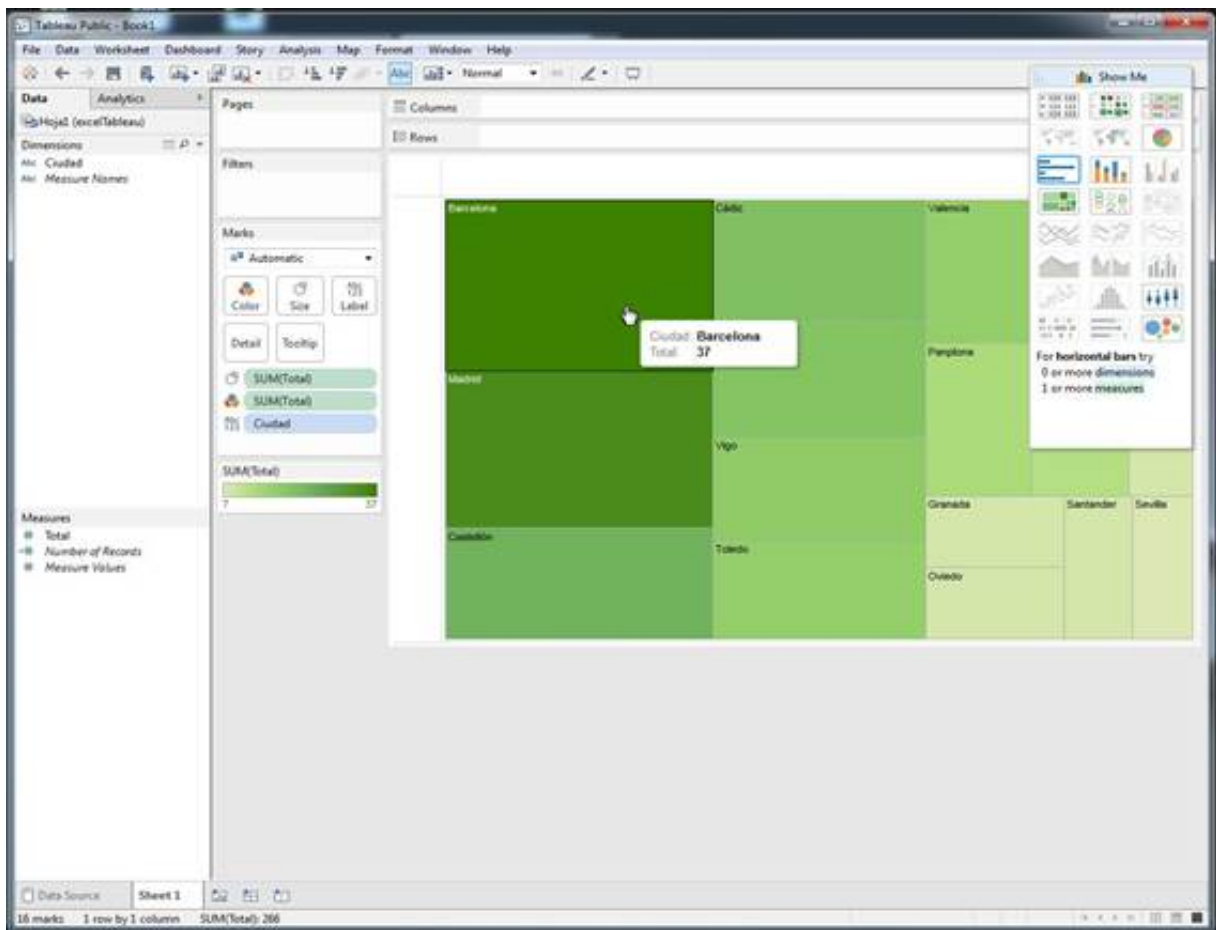 Tableau Public - Book1
File Data Worksheet Dashboard Story Analysis Map Format Window Help
Abc
Normal
Show Me
Data
Analytics
Hoja1 (excelTableau)
Dimensions
Abc Ciudad
Abc Measure Names
Measures
# Total
Number of Records
# Measure Values
Pages
Filters
Marks
Automatic
Color
Size
Label
Detail
Tooltip
SUM(Total)
SUM(Total)
Ciudad
SUM(Total)
7
37
Columns
Rows
Barcelona
Cádiz
Valencia
Ciudad: Barcelona
Total: 37
Madrid
Pamplona
Vigo
Castellón
Toledo
Granada
Santander
Sevilla
Oviedo
For horizontal bars try
0 or more dimensions
1 or more measures
Data Source
Sheet 1
16 marks
1 row by 1 column
SUM(Total): 266